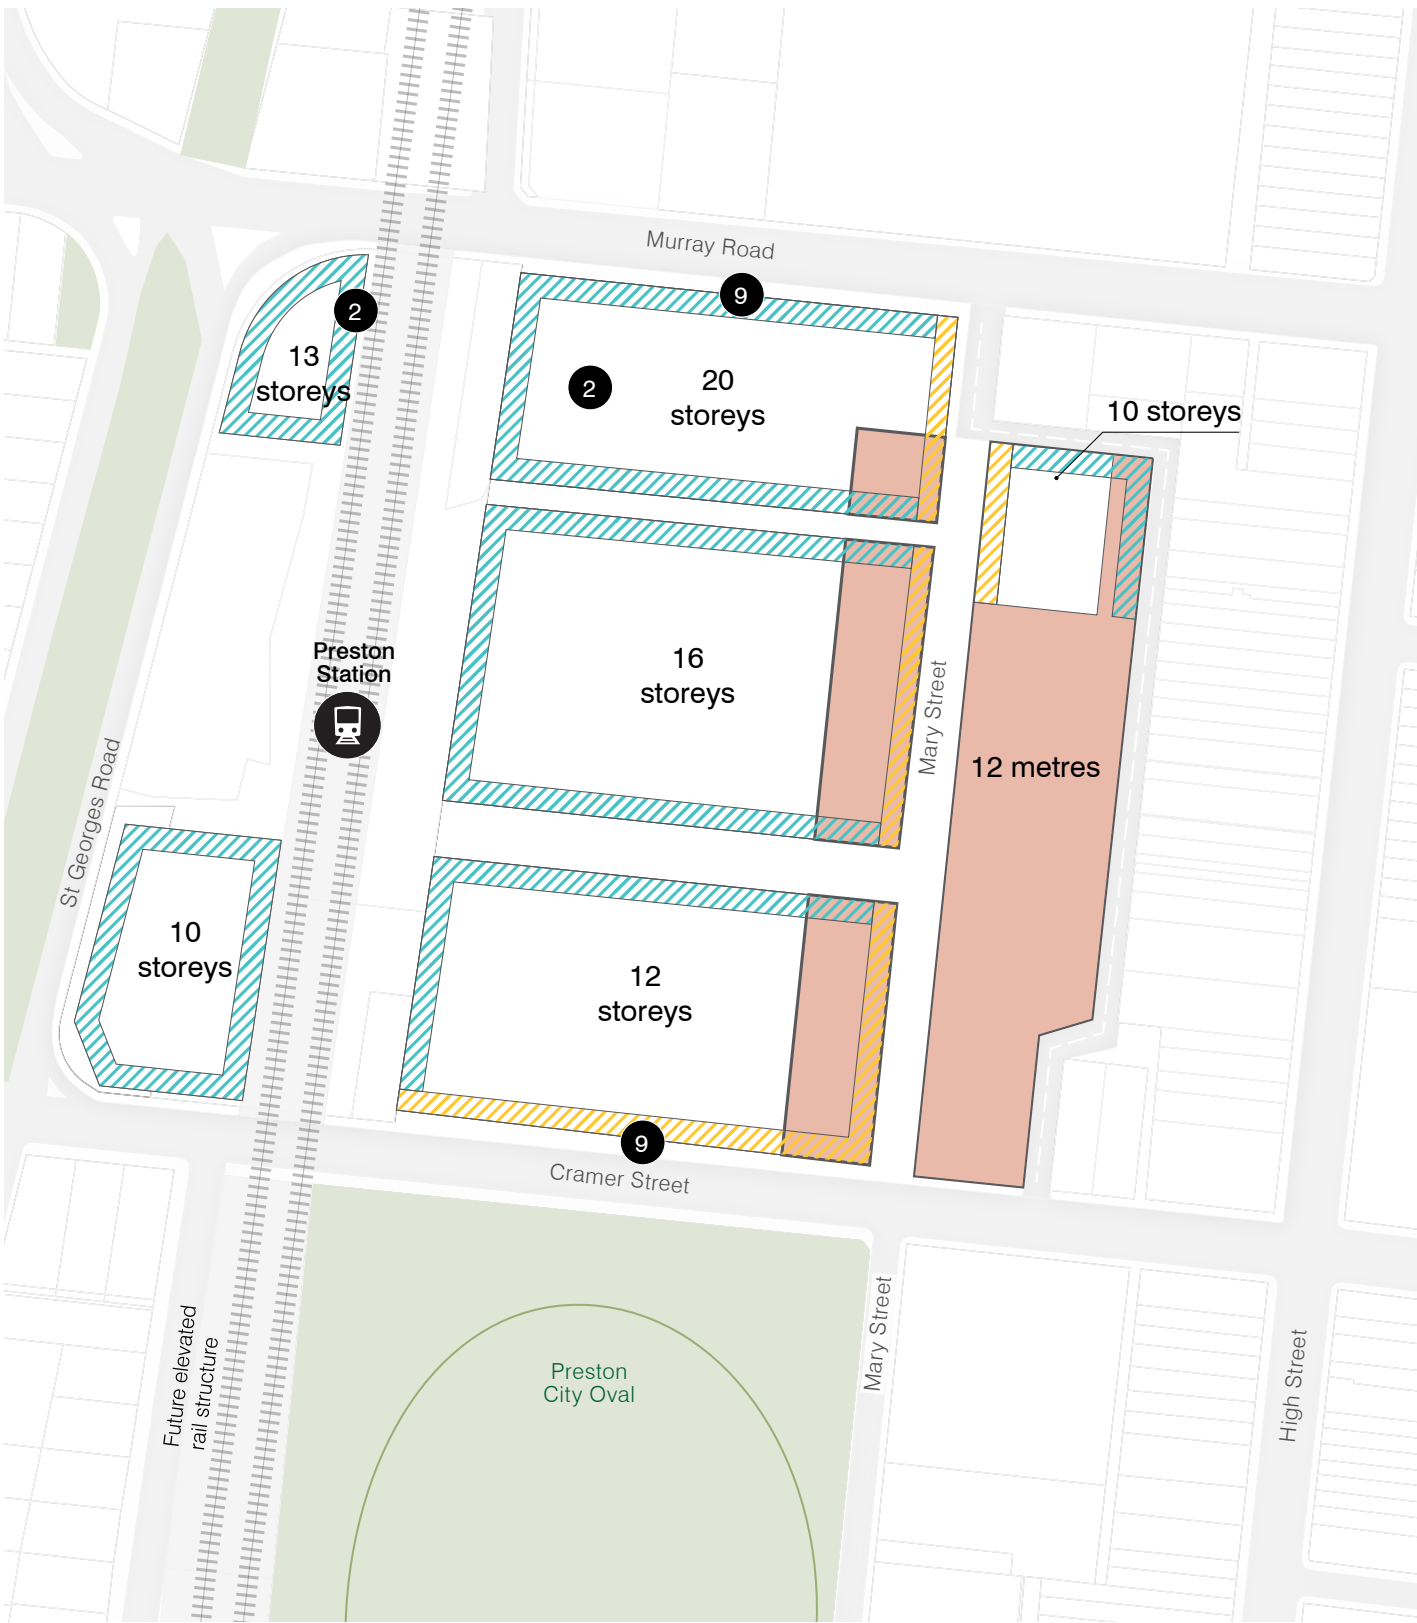 Murray Road
9
2
13
storeys
2
20
storeys
10 storeys
Preston
Station
16
storeys
Mary Street
12 metres
St Georges Road
10
storeys
12
storeys
9
Cramer Street
Future elevated
rail structure
Preston
City Oval
Mary Street
High Street